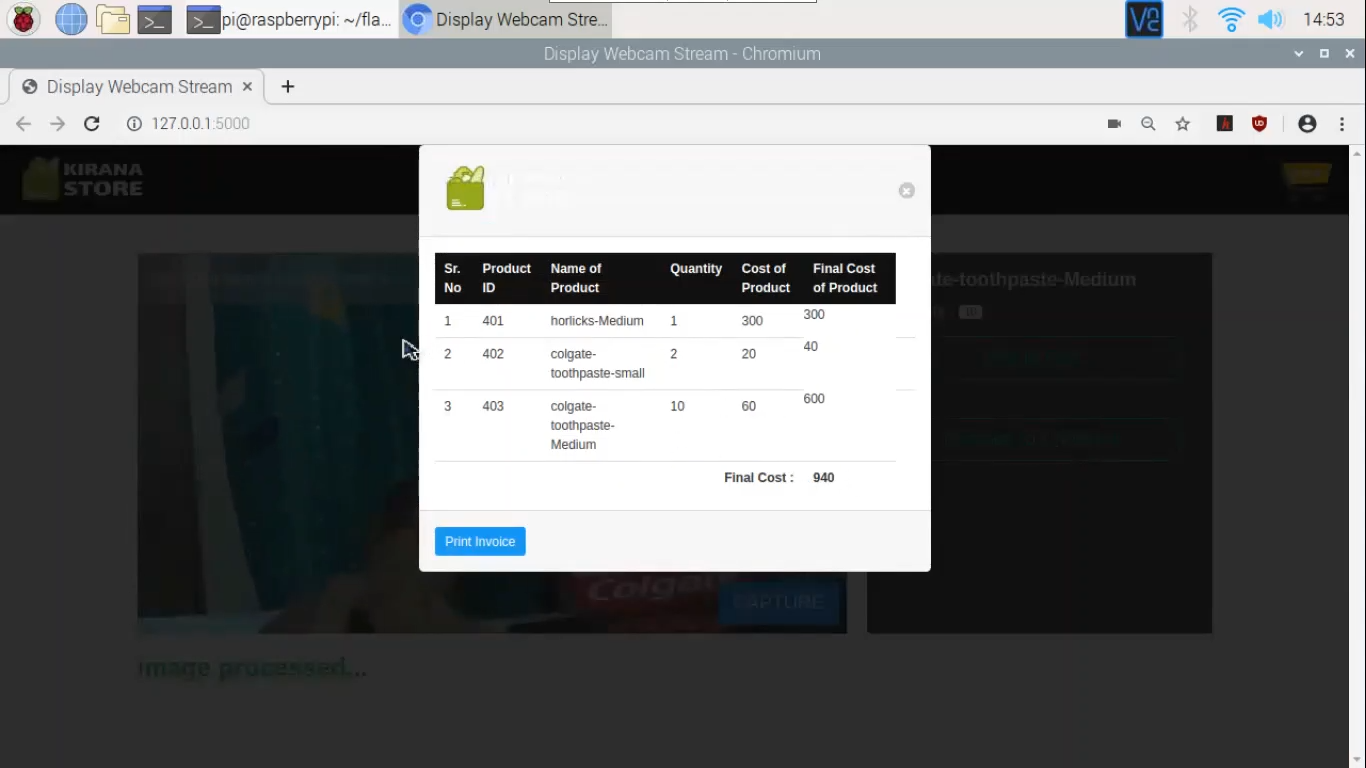 pi@raspberrypi: ~/fla...
Display Webcam Stre...
14:53
Display Webcam Stream - Chromium
Display Webcam Stream
127.0.0.1:5000
KIRANA
STORE
Sr. No
Product ID
Name of Product
Quantity
Cost of Product
Final Cost of Product
1 401 horlicks-Medium 1 300 300
2 402 colgate-toothpaste-small 2 20 40
3 403 colgate-toothpaste-Medium 10 60 600
Final Cost : 940
Print Invoice
te-toothpaste-Medium
10
Colgate
CAPTURE
Image processed...